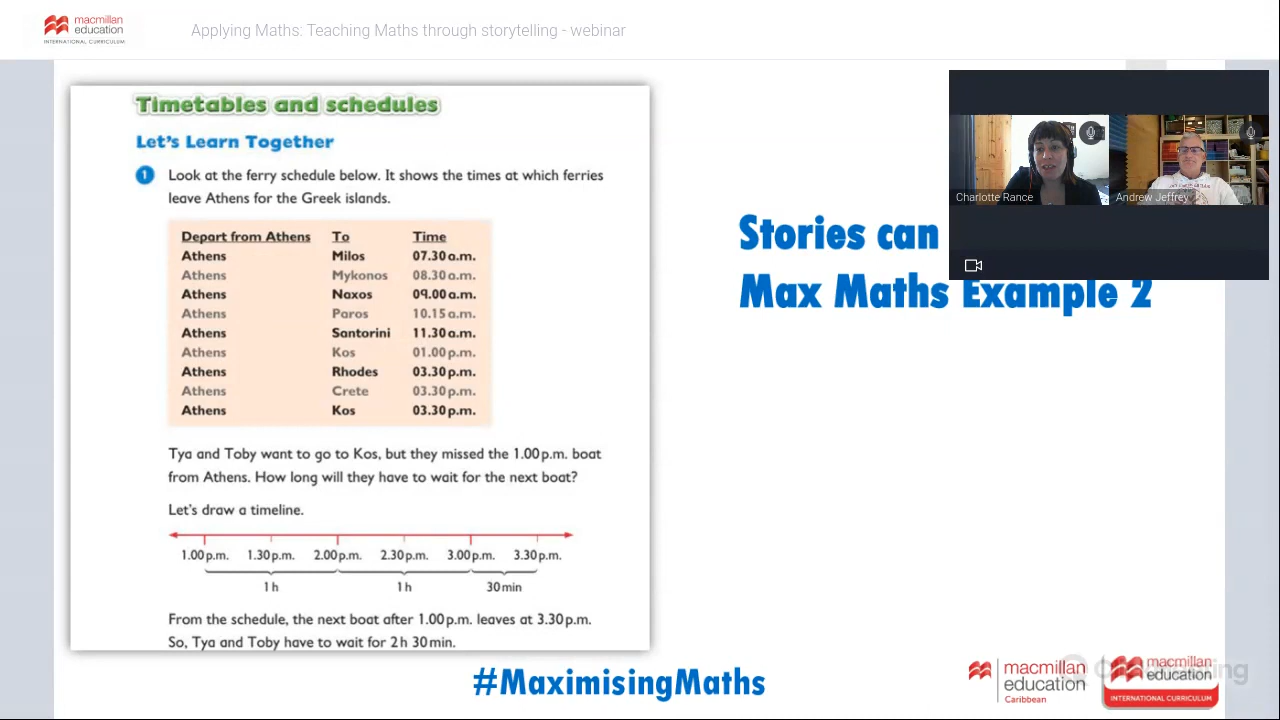 macmillan
education
INTERNATIONAL CURRICULUM
Applying Maths: Teaching Maths through storytelling - webinar
Timetables and schedules
Let's Learn Together
1 Look at the ferry schedule below. It shows the times at which ferries
leave Athens for the Greek islands.
Depart from Athens To Time
Athens Milos 07.30 a.m.
Athens Mykonos 08.30 a.m.
Athens Naxos 09.00 a.m.
Athens Paros 10.15 a.m.
Athens Santorini 11.30 a.m.
Athens Kos 01.00 p.m.
Athens Rhodes 03.30 p.m.
Athens Crete 03.30 p.m.
Athens Kos 03.30 p.m.
Tya and Toby want to go to Kos, but they missed the 1.00 p.m. boat
from Athens. How long will they have to wait for the next boat?
Let's draw a timeline.
1.00 p.m. 1.30 p.m. 2.00 p.m. 2.30 p.m. 3.00 p.m. 3.30 p.m.
1 h 1 h 30 min
From the schedule, the next boat after 1.00 p.m. leaves at 3.30 p.m.
So, Tya and Toby have to wait for 2 h 30 min.
Stories can
Max Maths Example 2
Charlotte Rance
Andrew Jeffrey
#MaximisingMaths
macmillan
education
Caribbean
macmillan
education
INTERNATIONAL CURRICULUM